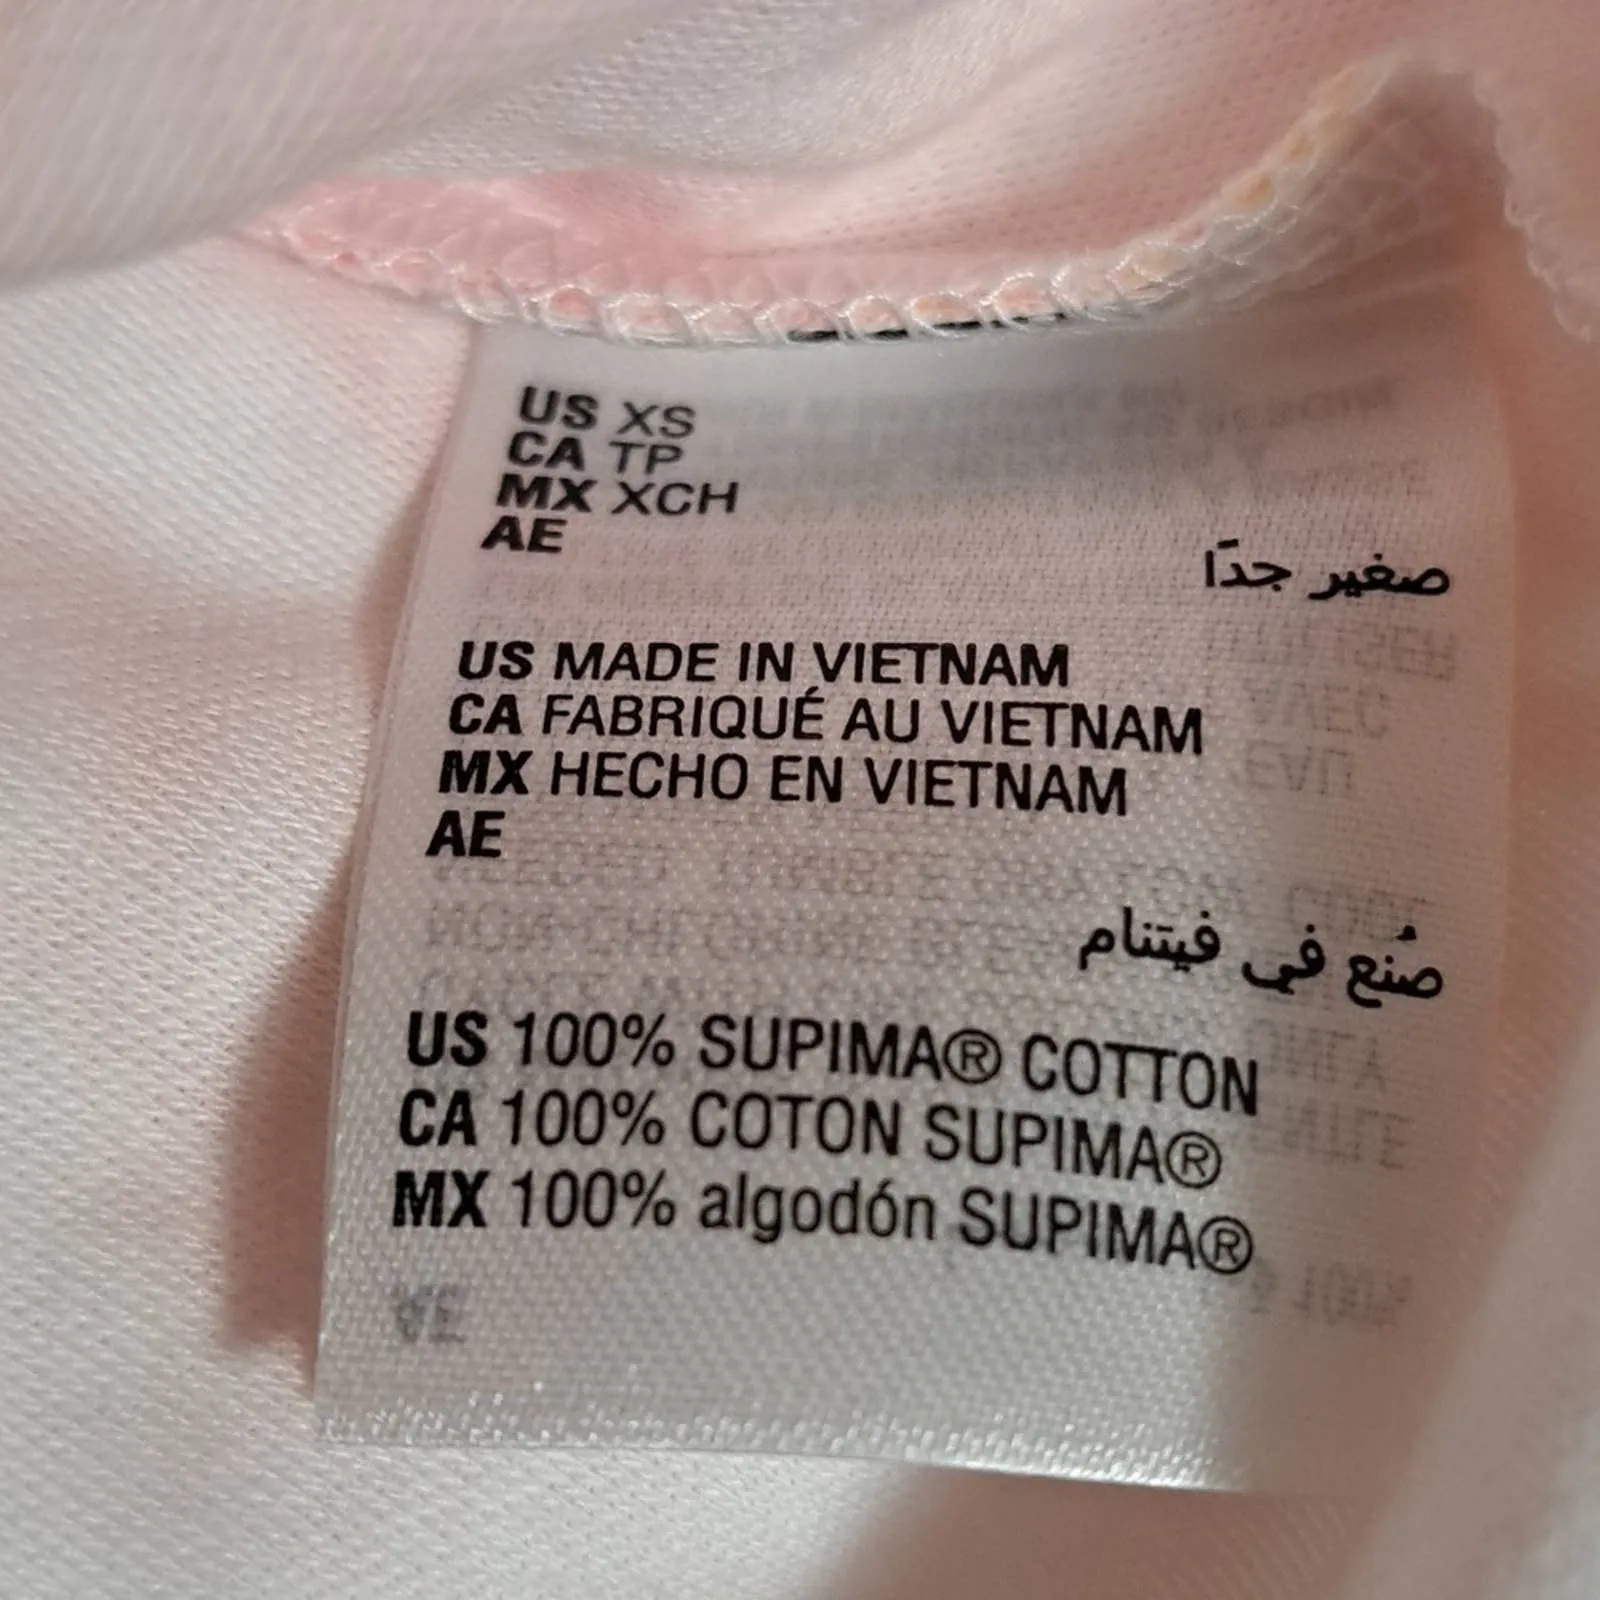 US XS
CA TP
MX XCH
AE
صغير جدًا
US MADE IN VIETNAM
CA FABRIQUÉ AU VIETNAM
MX HECHO EN VIETNAM
AE
صُنع في فيتنام
US 100% SUPIMA® COTTON
CA 100% COTON SUPIMA®
MX 100% algodón SUPIMA®